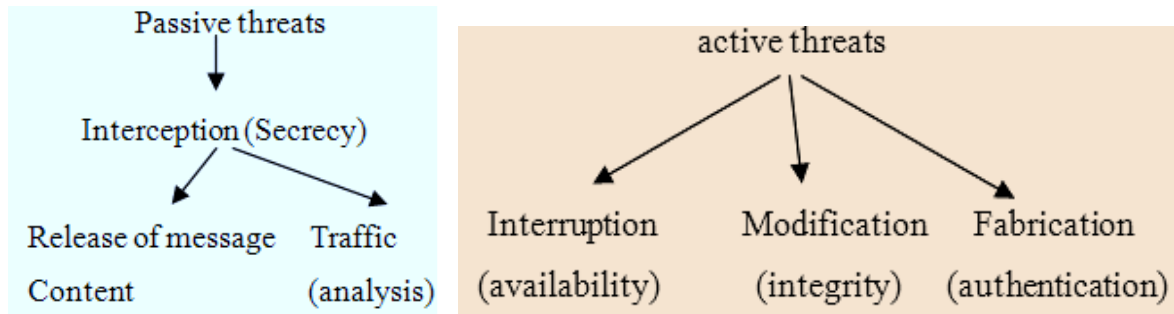 Passive threats
Interception (Secrecy)
Release of message Traffic
Content (analysis)
active threats
Interruption Modification Fabrication
(availability) (integrity) (authentication)